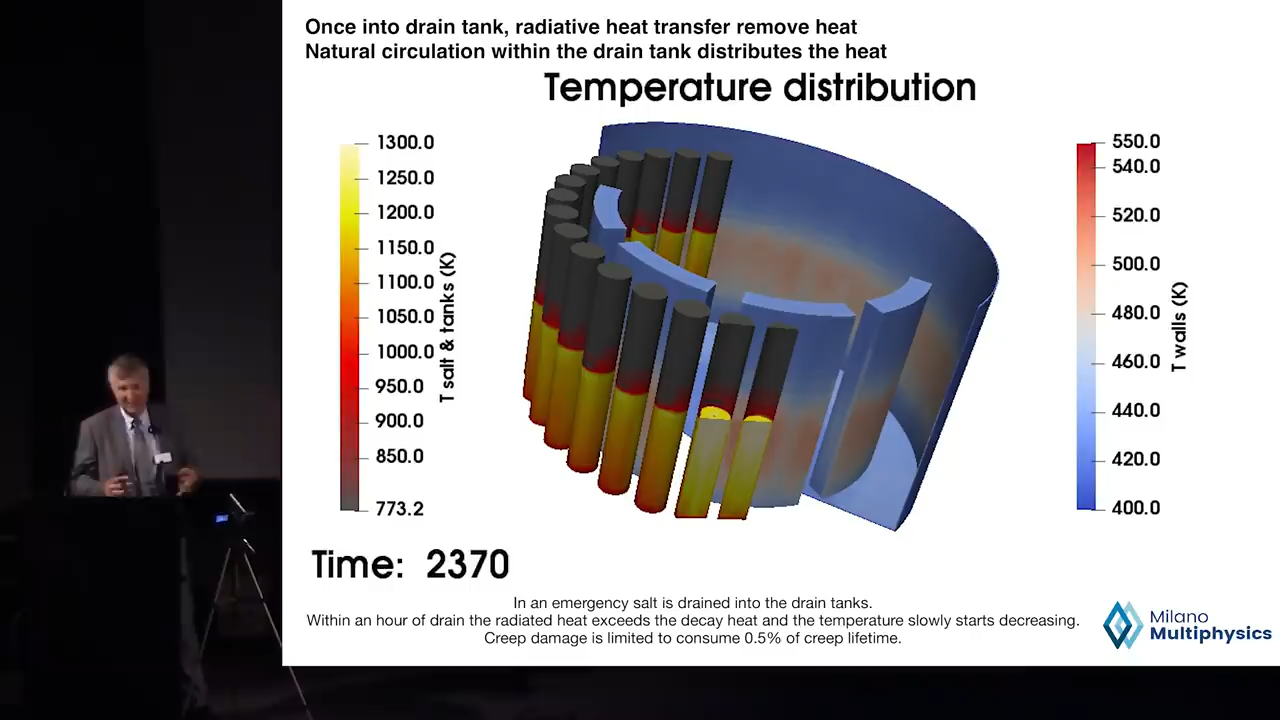 Once into drain tank, radiative heat transfer remove heat
Natural circulation within the drain tank distributes the heat
Temperature distribution
1300.0
1250.0
1200.0
1150.0
1100.0
1050.0
1000.0
950.0
900.0
850.0
773.2
T salt & tanks (K)
550.0
540.0
520.0
500.0
480.0
460.0
440.0
420.0
400.0
T walls (K)
Time: 2370
In an emergency salt is drained into the drain tanks.
Within an hour of drain the radiated heat exceeds the decay heat and the temperature slowly starts decreasing.
Creep damage is limited to consume 0.5% of creep lifetime.
Milano
Multiphysics